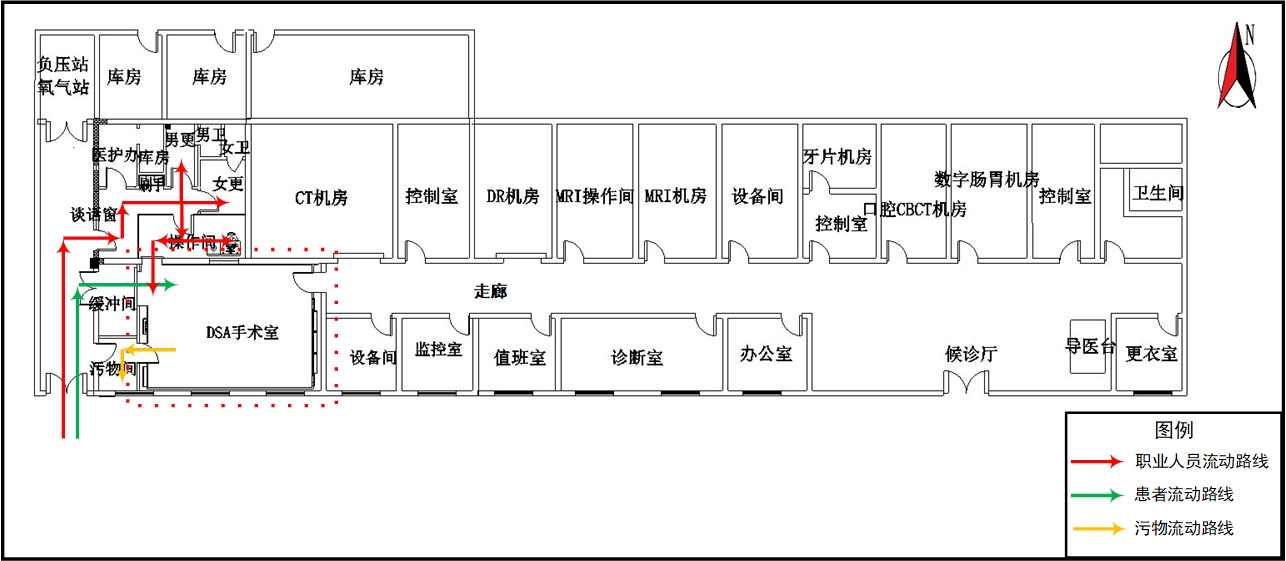 N
负压站
氧气站
库房
库房
库房
医护办
库房
男更
男卫
女卫
刷手
女更
谈话窗
操作间
CT机房
控制室
DR机房
MRI操作间
MRI机房
设备间
牙片机房
控制室
口腔CBCT机房
数字肠胃机房
控制室
卫生间
走廊
缓冲间
DSA手术室
污物间
设备间
监控室
值班室
诊断室
办公室
候诊厅
导医台
更衣室
图例
职业人员流动路线
患者流动路线
污物流动路线